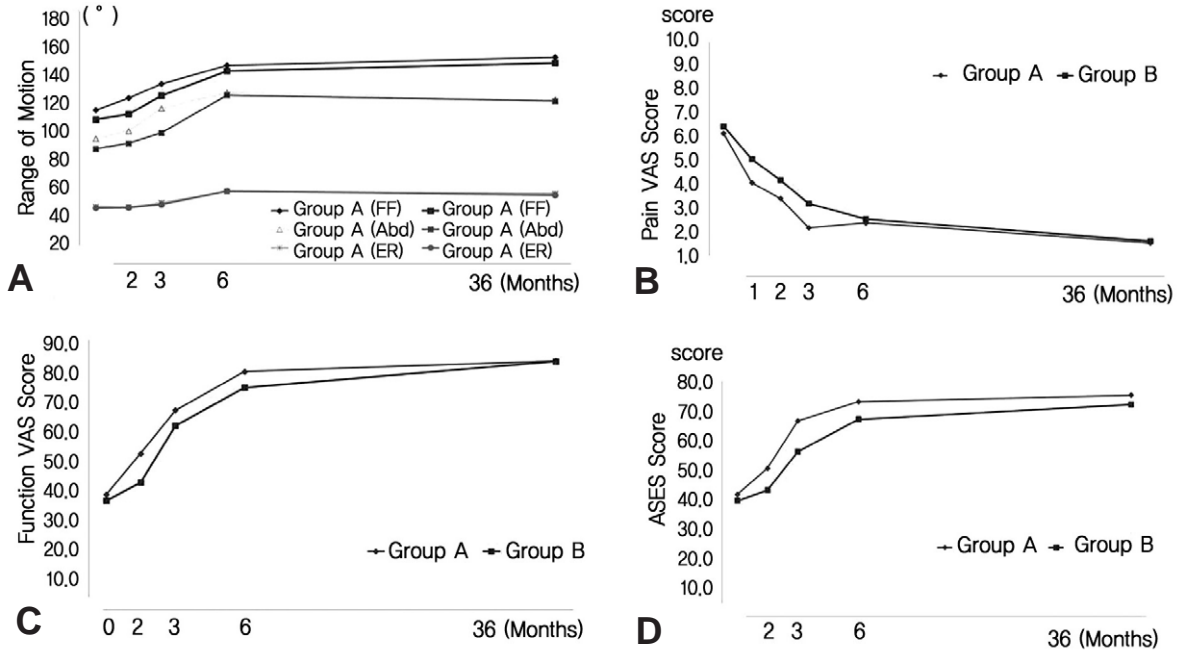 180 (°)
160
140
120
100
80
60
40
20
Range of Motion
Group A (FF) Group A (FF)
Group A (Abd) Group A (Abd)
Group A (ER) Group A (ER)
2 3 6 36 (Months)
A
score
10.0
9.0
8.0
7.0
6.0
5.0
4.0
3.0
2.0
1.0
Pain VAS Score
Group A Group B
1 2 3 6 36 (Months)
B
90.0
80.0
70.0
60.0
50.0
40.0
30.0
20.0
10.0
Function VAS Score
Group A Group B
0 2 3 6 36 (Months)
C
score
80.0
70.0
60.0
50.0
40.0
30.0
20.0
10.0
ASES Score
Group A Group B
2 3 6 36 (Months)
D